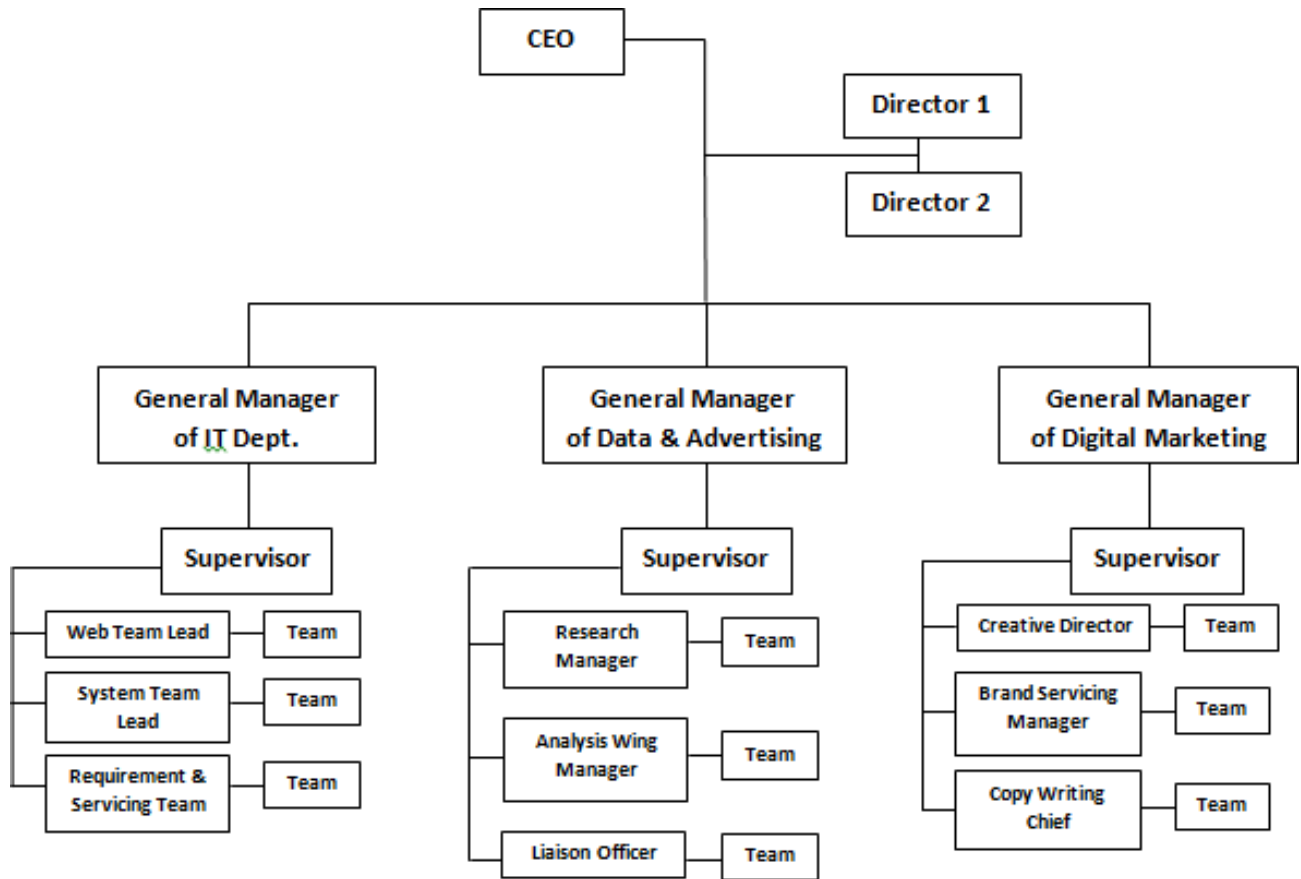 CEO
Director 1
Director 2
General Manager
of IT Dept.
General Manager
of Data & Advertising
General Manager
of Digital Marketing
Supervisor
Supervisor
Supervisor
Web Team Lead
Team
System Team
Lead
Team
Requirement &
Servicing Team
Team
Research
Manager
Team
Analysis Wing
Manager
Team
Liaison Officer
Team
Creative Director
Team
Brand Servicing
Manager
Team
Copy Writing
Chief
Team